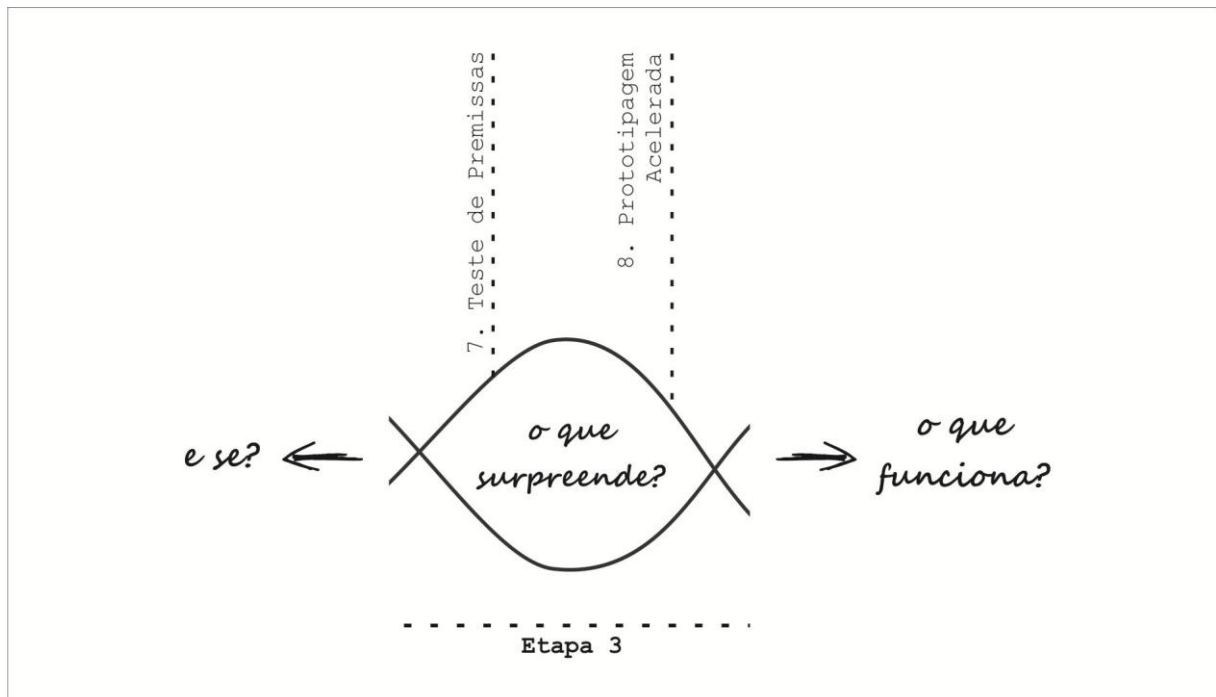 7. Teste de Premissas
8. Prototipagem
Acelerada
e se?
o que
surpreende?
o que
funciona?
Etapa 3